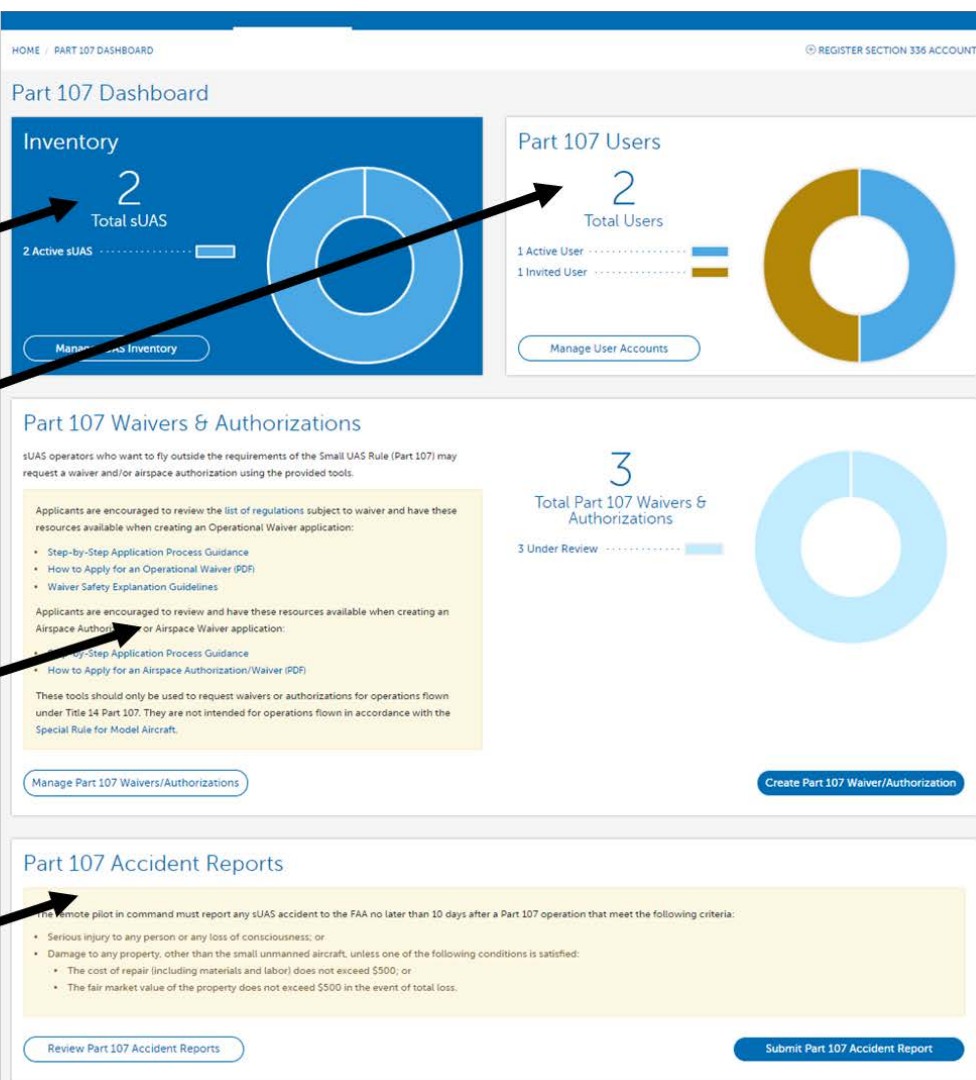 HOME / PART 107 DASHBOARD
REGISTER SECTION 336 ACCOUNT
Part 107 Dashboard
Inventory
2
Total sUAS
2 Active sUAS
Manage Inventory
Part 107 Users
2
Total Users
1 Active User
1 Invited User
Manage User Accounts
Part 107 Waivers & Authorizations
sUAS operators who want to fly outside the requirements of the Small UAS Rule (Part 107) may
request a waiver and/or airspace authorization using the provided tools.
Applicants are encouraged to review the list of regulations subject to waiver and have these
resources available when creating an Operational Waiver application:
• Step-by-Step Application Process Guidance
• How to Apply for an Operational Waiver (PDF)
• Waiver Safety Explanation Guidelines
Applicants are encouraged to review and have these resources available when creating an
Airspace or Airspace Waiver application:
Step-by-Step Application Process Guidance
• How to Apply for an Airspace Authorization/Waiver (PDF)
These tools should only be used to request waivers or authorizations for operations flown
under Title 14 Part 107. They are not intended for operations flown in accordance with the
Special Rule for Model Aircraft.
3
Total Part 107 Waivers &
Authorizations
3 Under Review
Manage Part 107 Waivers/Authorizations
Create Part 107 Waiver/Authorization
Part 107 Accident Reports
The remote pilot in command must report any sUAS accident to the FAA no later than 10 days after a Part 107 operation that meet the following criteria:
• Serious injury to any person or any loss of consciousness; or
• Damage to any property, other than the small unmanned aircraft, unless one of the following conditions is satisfied:
• The cost of repair (including materials and labor) does not exceed $500; or
• The fair market value of the property does not exceed $500 in the event of total loss.
Review Part 107 Accident Reports
Submit Part 107 Accident Report